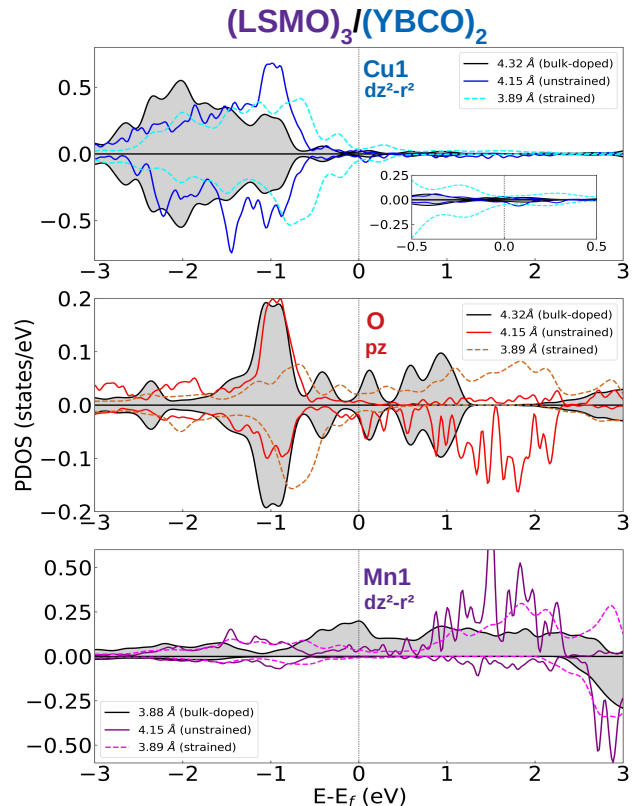 (LSMO)₃/(YBCO)₂
Cu1
dz²-r²
4.32 Å (bulk-doped)
4.15 Å (unstrained)
3.89 Å (strained)
0.5
0.0
−0.5
0.25
0.00
−0.25
−0.5 0.0 0.5
−3 −2 −1 0 1 2 3
O
pz
4.32Å (bulk-doped)
4.15 Å (unstrained)
3.89 Å (strained)
PDOS (states/eV)
0.2
0.1
0.0
−0.1
−0.2
−3 −2 −1 0 1 2 3
Mn1
dz²-r²
0.50
0.25
0.00
−0.25
−0.50
3.88 Å (bulk-doped)
4.15 Å (unstrained)
3.89 Å (strained)
−3 −2 −1 0 1 2 3
E-E_f (eV)